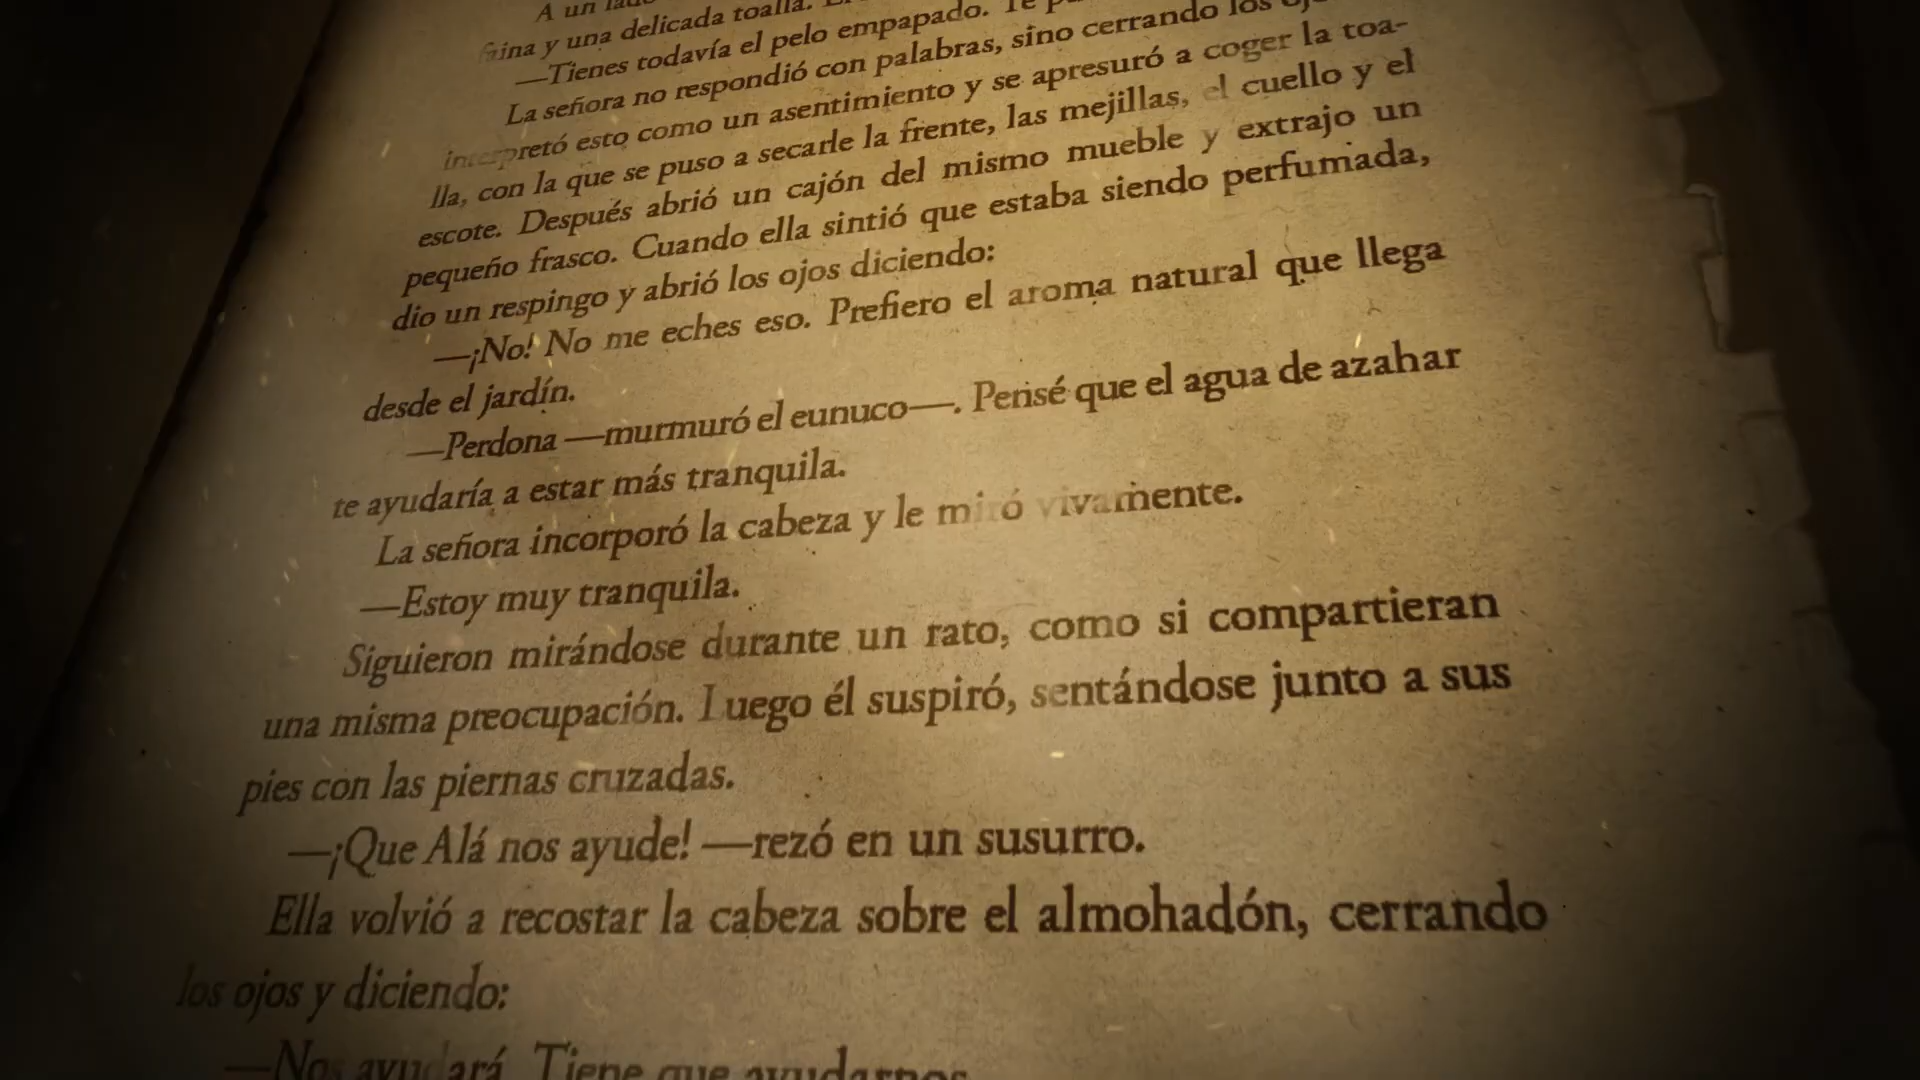 A un
y una delicada toalla.
—Tienes todavía el pelo empapado. Te
La señora no respondió con palabras, sino cerrando los
interpretó esto como un asentimiento y se apresuró a coger la toa-
lla, con la que se puso a secarle la frente, las mejillas, el cuello y el
escote. Después abrió un cajón del mismo mueble y extrajo un
pequeño frasco. Cuando ella sintió que estaba siendo perfumada,
dio un respingo y abrió los ojos diciendo:
—¡No! No me eches eso. Prefiero el aroma natural que llega
desde el jardín.
—Perdona —murmuró el eunuco—. Pensé que el agua de azahar
te ayudaría a estar más tranquila.
La señora incorporó la cabeza y le miró vivamente.
—Estoy muy tranquila.
Siguieron mirándose durante un rato, como si compartieran
una misma preocupación. Luego él suspiró, sentándose junto a sus
pies con las piernas cruzadas.
—¡Que Alá nos ayude! —rezó en un susurro.
Ella volvió a recostar la cabeza sobre el almohadón, cerrando
los ojos y diciendo:
—Nos ayudará. Tiene que ayudarnos